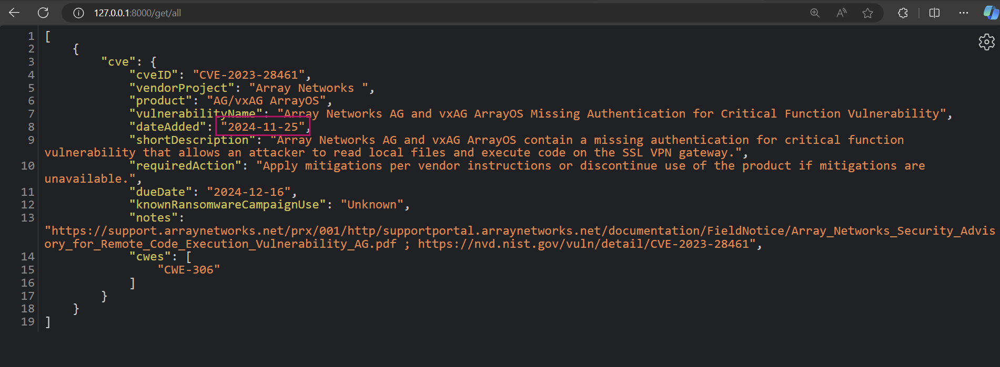 127.0.0.1:8000/get/all
1 [
2 {
3 "cve": {
4 "cveID": "CVE-2023-28461",
5 "vendorProject": "Array Networks ",
6 "product": "AG/vxAG ArrayOS",
7 "vulnerabilityName": "Array Networks AG and vxAG ArrayOS Missing Authentication for Critical Function Vulnerability",
8 "dateAdded": "2024-11-25",
9 "shortDescription": "Array Networks AG and vxAG ArrayOS contain a missing authentication for critical function
vulnerability that allows an attacker to read local files and execute code on the SSL VPN gateway.",
10 "requiredAction": "Apply mitigations per vendor instructions or discontinue use of the product if mitigations are
unavailable.",
11 "dueDate": "2024-12-16",
12 "knownRansomwareCampaignUse": "Unknown",
13 "notes":
"https://support.arraynetworks.net/prx/001/http/supportportal.arraynetworks.net/documentation/FieldNotice/Array_Networks_Security_Advis
ory_for_Remote_Code_Execution_Vulnerability_AG.pdf ; https://nvd.nist.gov/vuln/detail/CVE-2023-28461",
14 "cwes": [
15 "CWE-306"
16 ]
17 }
18 }
19 ]